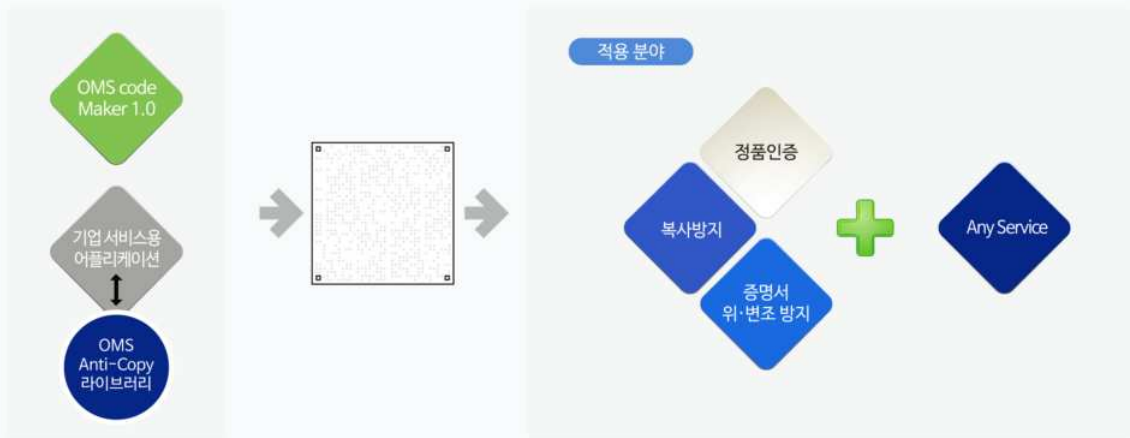 OMS code
Maker 1.0
기업 서비스용
어플리케이션
OMS
Anti-Copy
라이브러리
적용 분야
정품인증
복사방지
증명서
위·변조 방지
Any Service